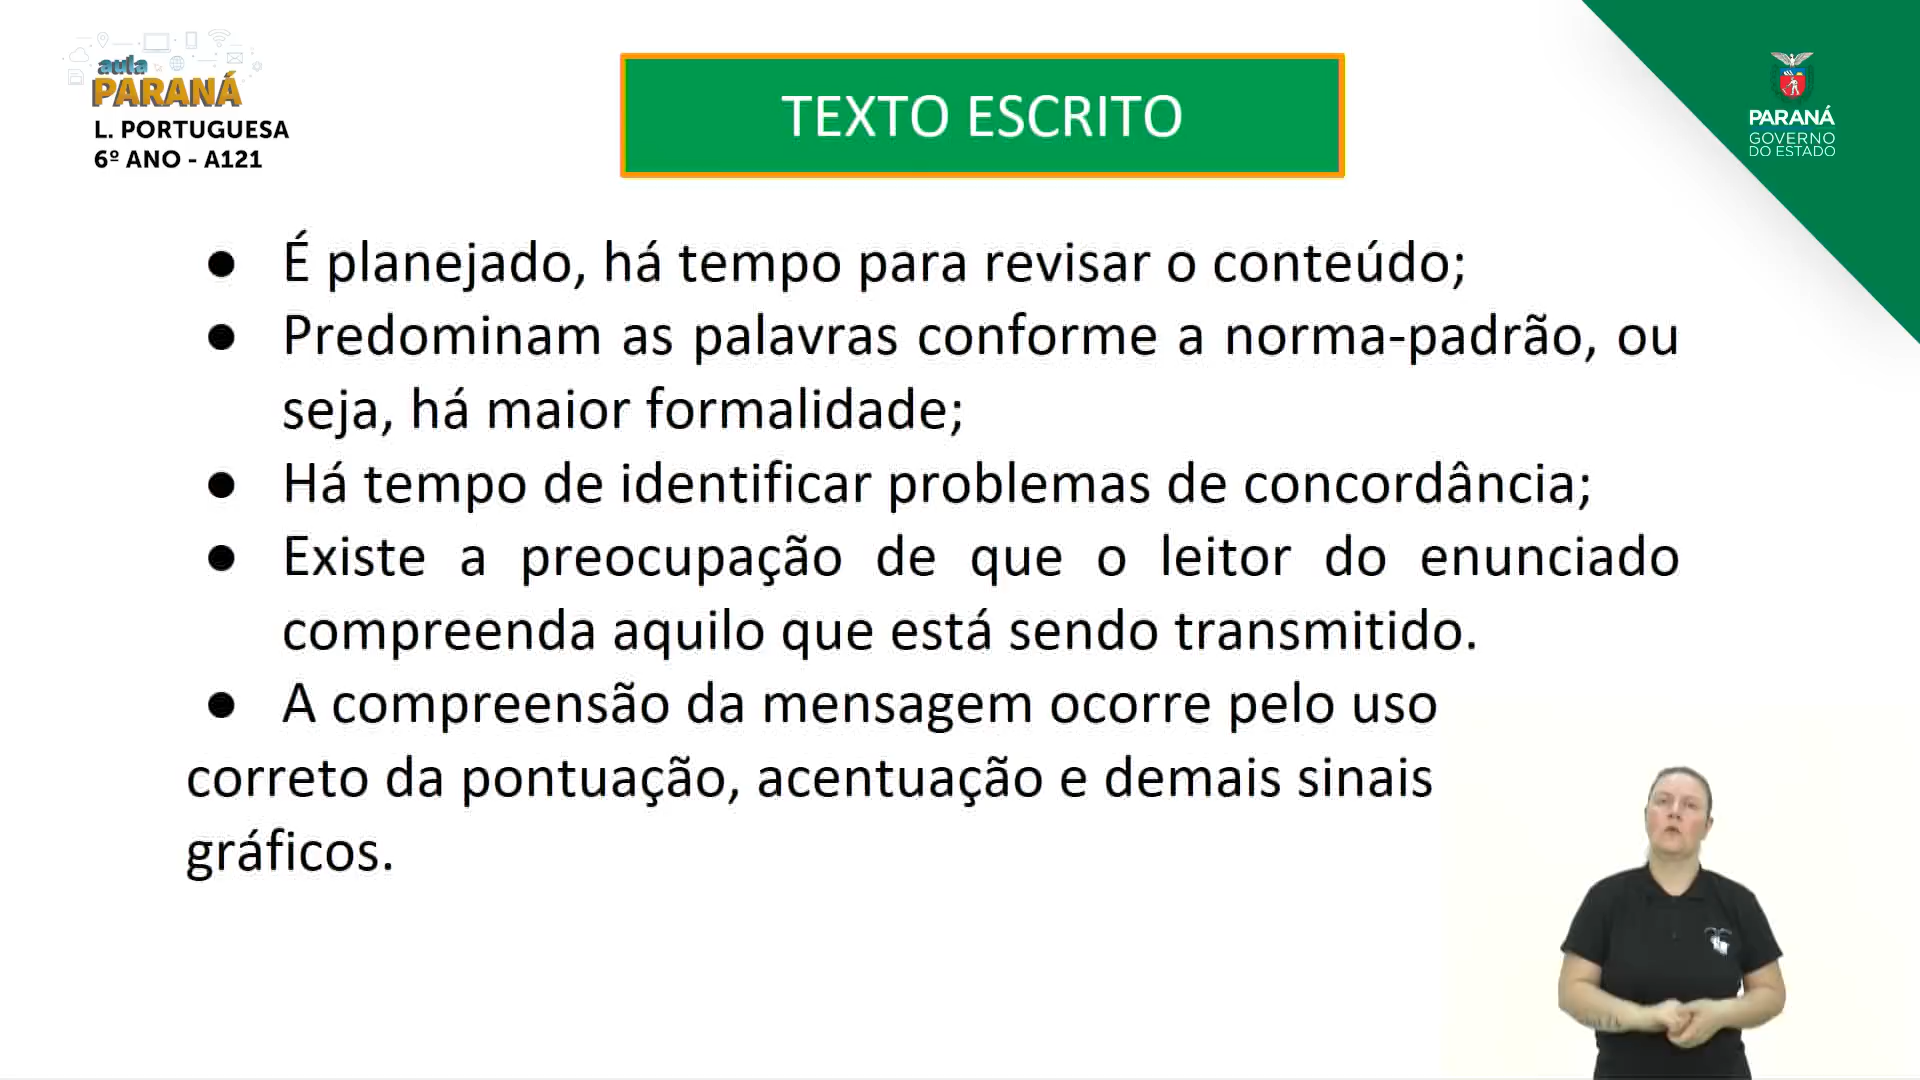 aula
PARANÁ
L. PORTUGUESA
6º ANO - A121
TEXTO ESCRITO
PARANÁ
GOVERNO
DO ESTADO
● É planejado, há tempo para revisar o conteúdo;
● Predominam as palavras conforme a norma-padrão, ou
seja, há maior formalidade;
● Há tempo de identificar problemas de concordância;
● Existe a preocupação de que o leitor do enunciado
compreenda aquilo que está sendo transmitido.
● A compreensão da mensagem ocorre pelo uso
correto da pontuação, acentuação e demais sinais
gráficos.